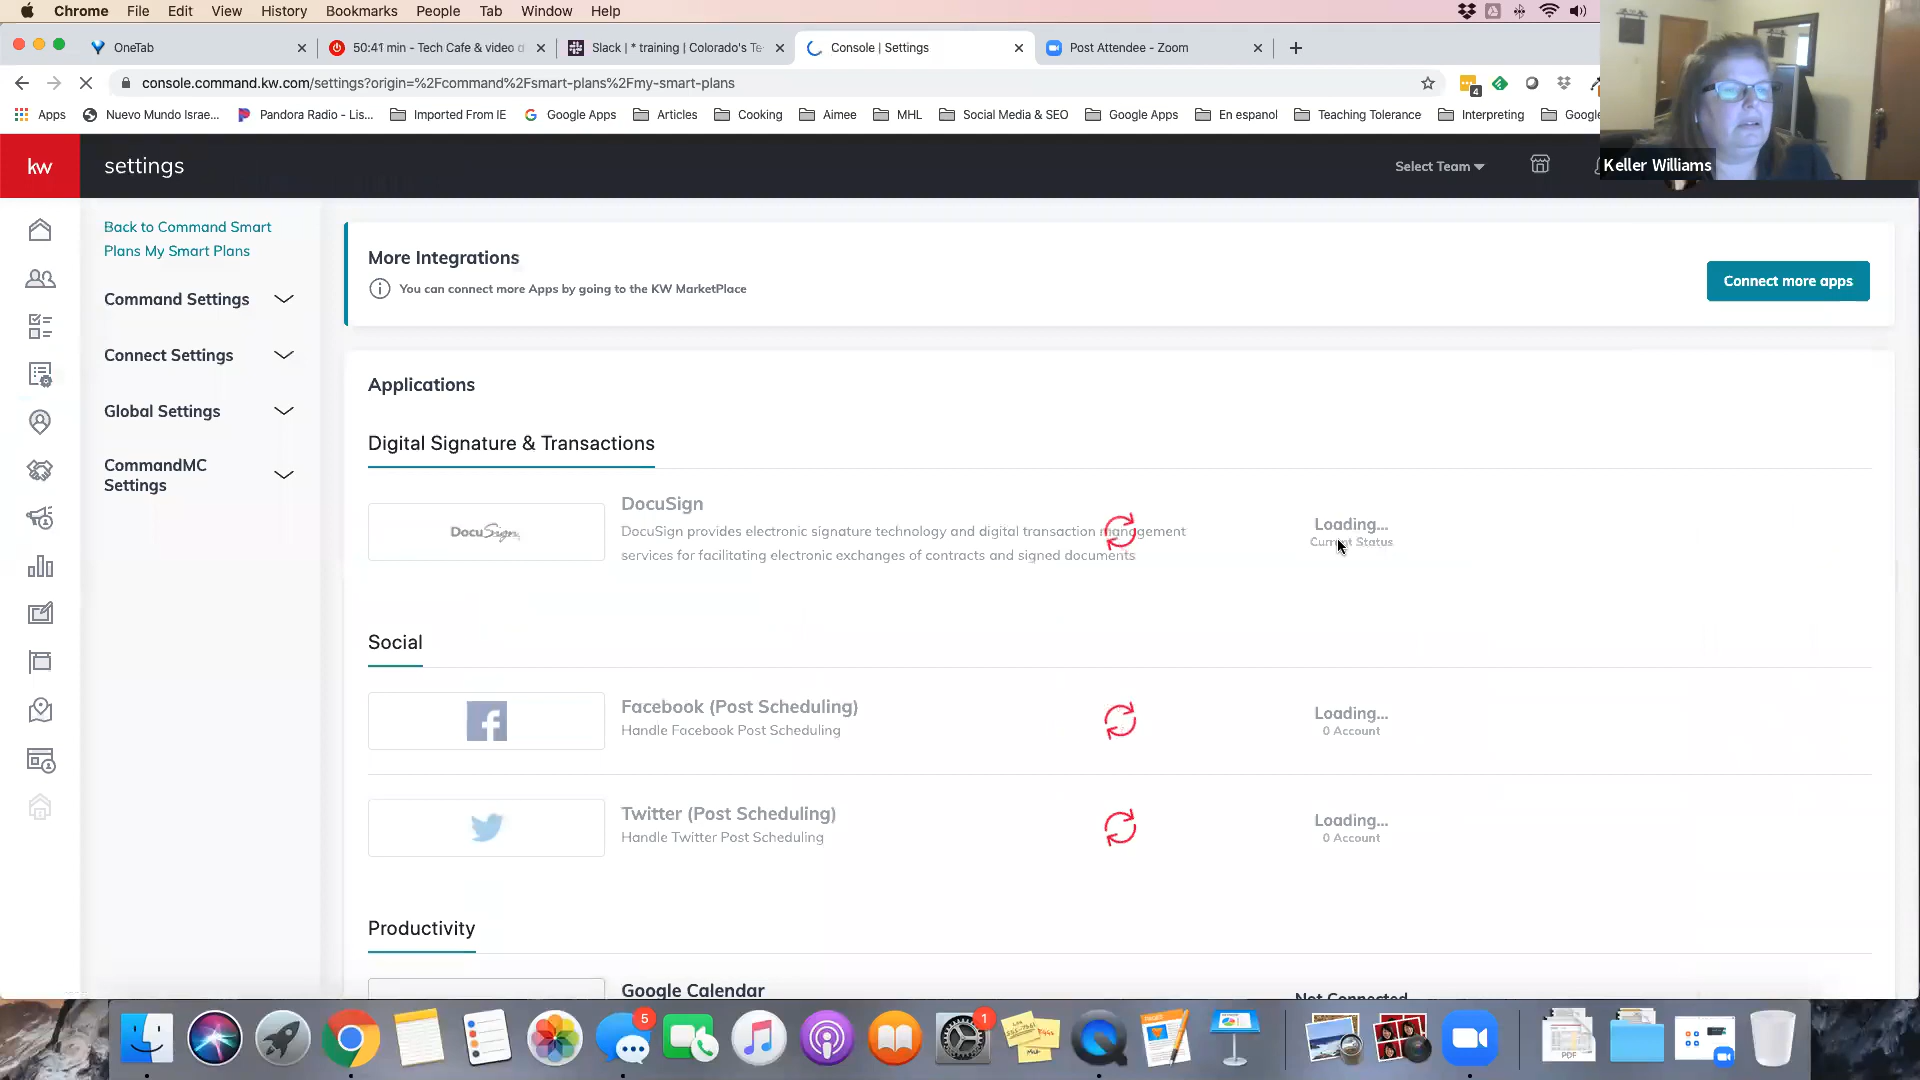 Chrome File Edit View History Bookmarks People Tab Window Help
OneTab
50:41 min - Tech Cafe & video
Slack | * training | Colorado's Te
Console | Settings
Post Attendee - Zoom
console.command.kw.com/settings?origin=%2Fcommand%2Fsmart-plans%2Fmy-smart-plans
4
Apps Nuevo Mundo Israe... Pandora Radio - Lis... Imported From IE Google Apps Articles Cooking Aimee MHL Social Media & SEO Google Apps En espanol Teaching Tolerance Interpreting
Keller Williams
kw settings Select Team
Back to Command Smart
Plans My Smart Plans
Command Settings
Connect Settings
Global Settings
CommandMC
Settings
More Integrations
You can connect more Apps by going to the KW MarketPlace
Connect more apps
Applications
Digital Signature & Transactions
DocuSign
DocuSign
DocuSign provides electronic signature technology and digital transaction management
services for facilitating electronic exchanges of contracts and signed documents
Loading...
Current Status
Social
Facebook (Post Scheduling)
Handle Facebook Post Scheduling
Loading...
0 Account
Twitter (Post Scheduling)
Handle Twitter Post Scheduling
Loading...
0 Account
Productivity
Google Calendar
Not Connected
5
1
PDF